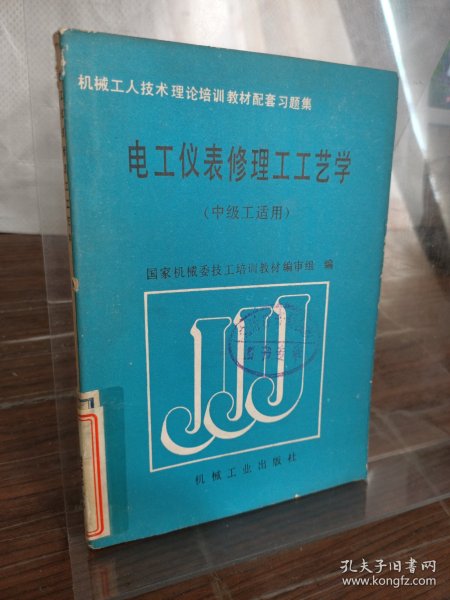 机械工人技术理论培训教材配套习题集
电工仪表修理工工艺学
(中级工适用)
国家机械委技工培训教材编审组 编
JJJ
机械工业出版社
孔夫子旧书网
www.kongfz.com